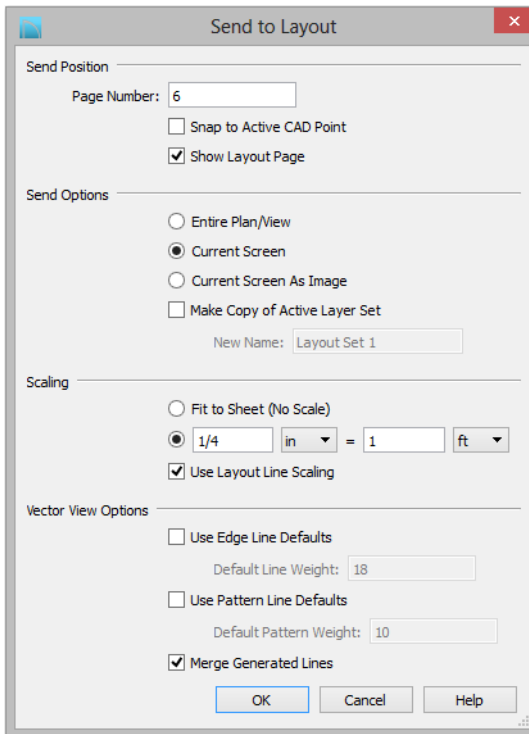 Send to Layout
Send Position
Page Number: 6
Snap to Active CAD Point
Show Layout Page
Send Options
Entire Plan/View
Current Screen
Current Screen As Image
Make Copy of Active Layer Set
New Name: Layout Set 1
Scaling
Fit to Sheet (No Scale)
1/4 in = 1 ft
Use Layout Line Scaling
Vector View Options
Use Edge Line Defaults
Default Line Weight: 18
Use Pattern Line Defaults
Default Pattern Weight: 10
Merge Generated Lines
OK Cancel Help